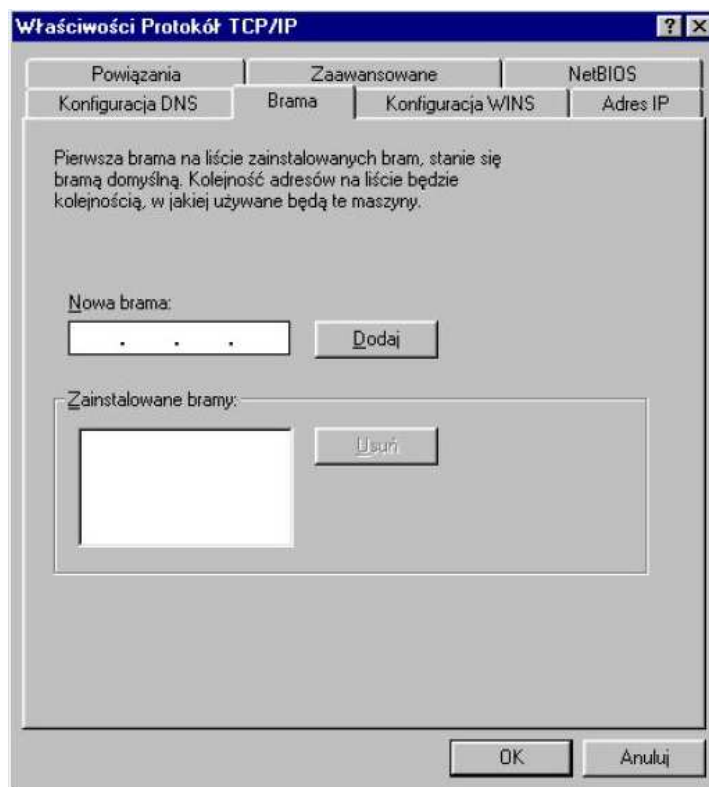 Właściwości Protokół TCP/IP
Powiązania Zaawansowane NetBIOS
Konfiguracja DNS Brama Konfiguracja WINS Adres IP
Pierwsza brama na liście zainstalowanych bram, stanie się
bramą domyślną. Kolejność adresów na liście będzie
kolejnością, w jakiej używane będą te maszyny.
Nowa brama:
. . . Dodaj
Zainstalowane bramy:
Usuń
OK Anuluj